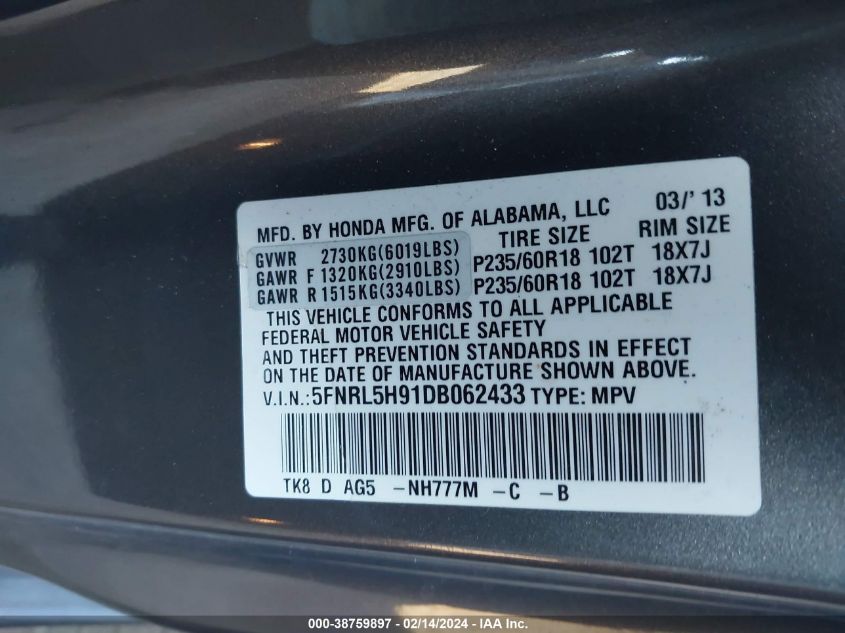 MFD. BY HONDA MFG. OF ALABAMA, LLC 03/' 13
TIRE SIZE RIM SIZE
GVWR 2730KG(6019LBS)
GAWR F 1320KG(2910LBS) P235/60R18 102T 18X7J
GAWR R 1515KG(3340LBS) P235/60R18 102T 18X7J
THIS VEHICLE CONFORMS TO ALL APPLICABLE
FEDERAL MOTOR VEHICLE SAFETY
AND THEFT PREVENTION STANDARDS IN EFFECT
ON THE DATE OF MANUFACTURE SHOWN ABOVE.
V.I.N.:5FNRL5H91DB062433 TYPE: MPV
TK8 D AG5 -NH777M -C -B
000-38759897 - 02/14/2024 - IAA Inc.